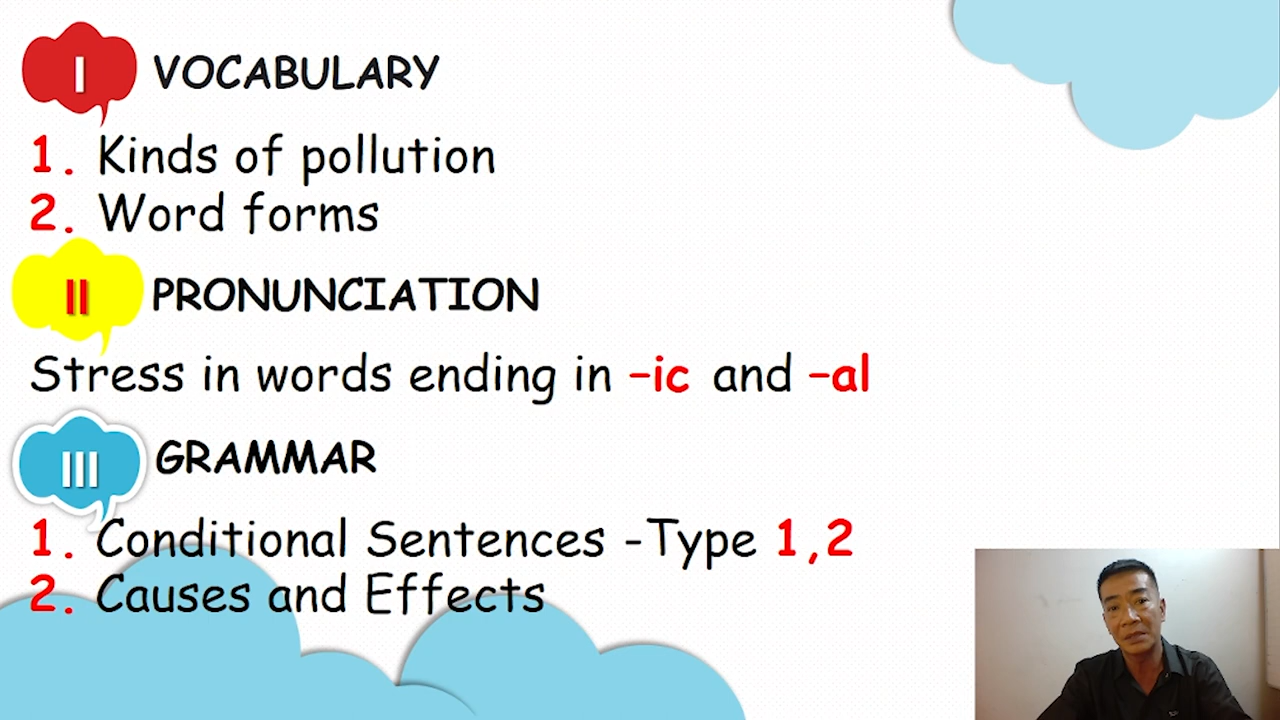 I VOCABULARY
1. Kinds of pollution
2. Word forms
II PRONUNCIATION
Stress in words ending in –ic and –al
III GRAMMAR
1. Conditional Sentences -Type 1,2
2. Causes and Effects